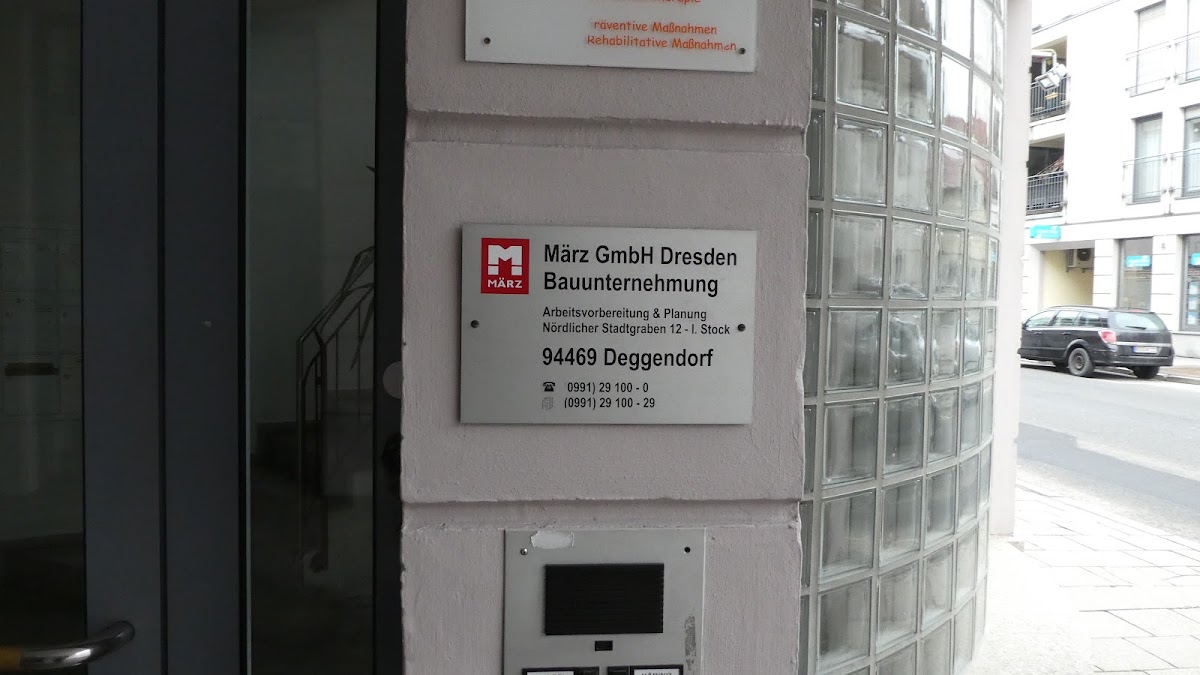 Präventive Maßnahmen
Rehabilitative Maßnahmen
MÄRZ
März GmbH Dresden
Bauunternehmung
Arbeitsvorbereitung & Planung
Nördlicher Stadtgraben 12 - I. Stock
94469 Deggendorf
(0991) 29 100 - 0
(0991) 29 100 - 29